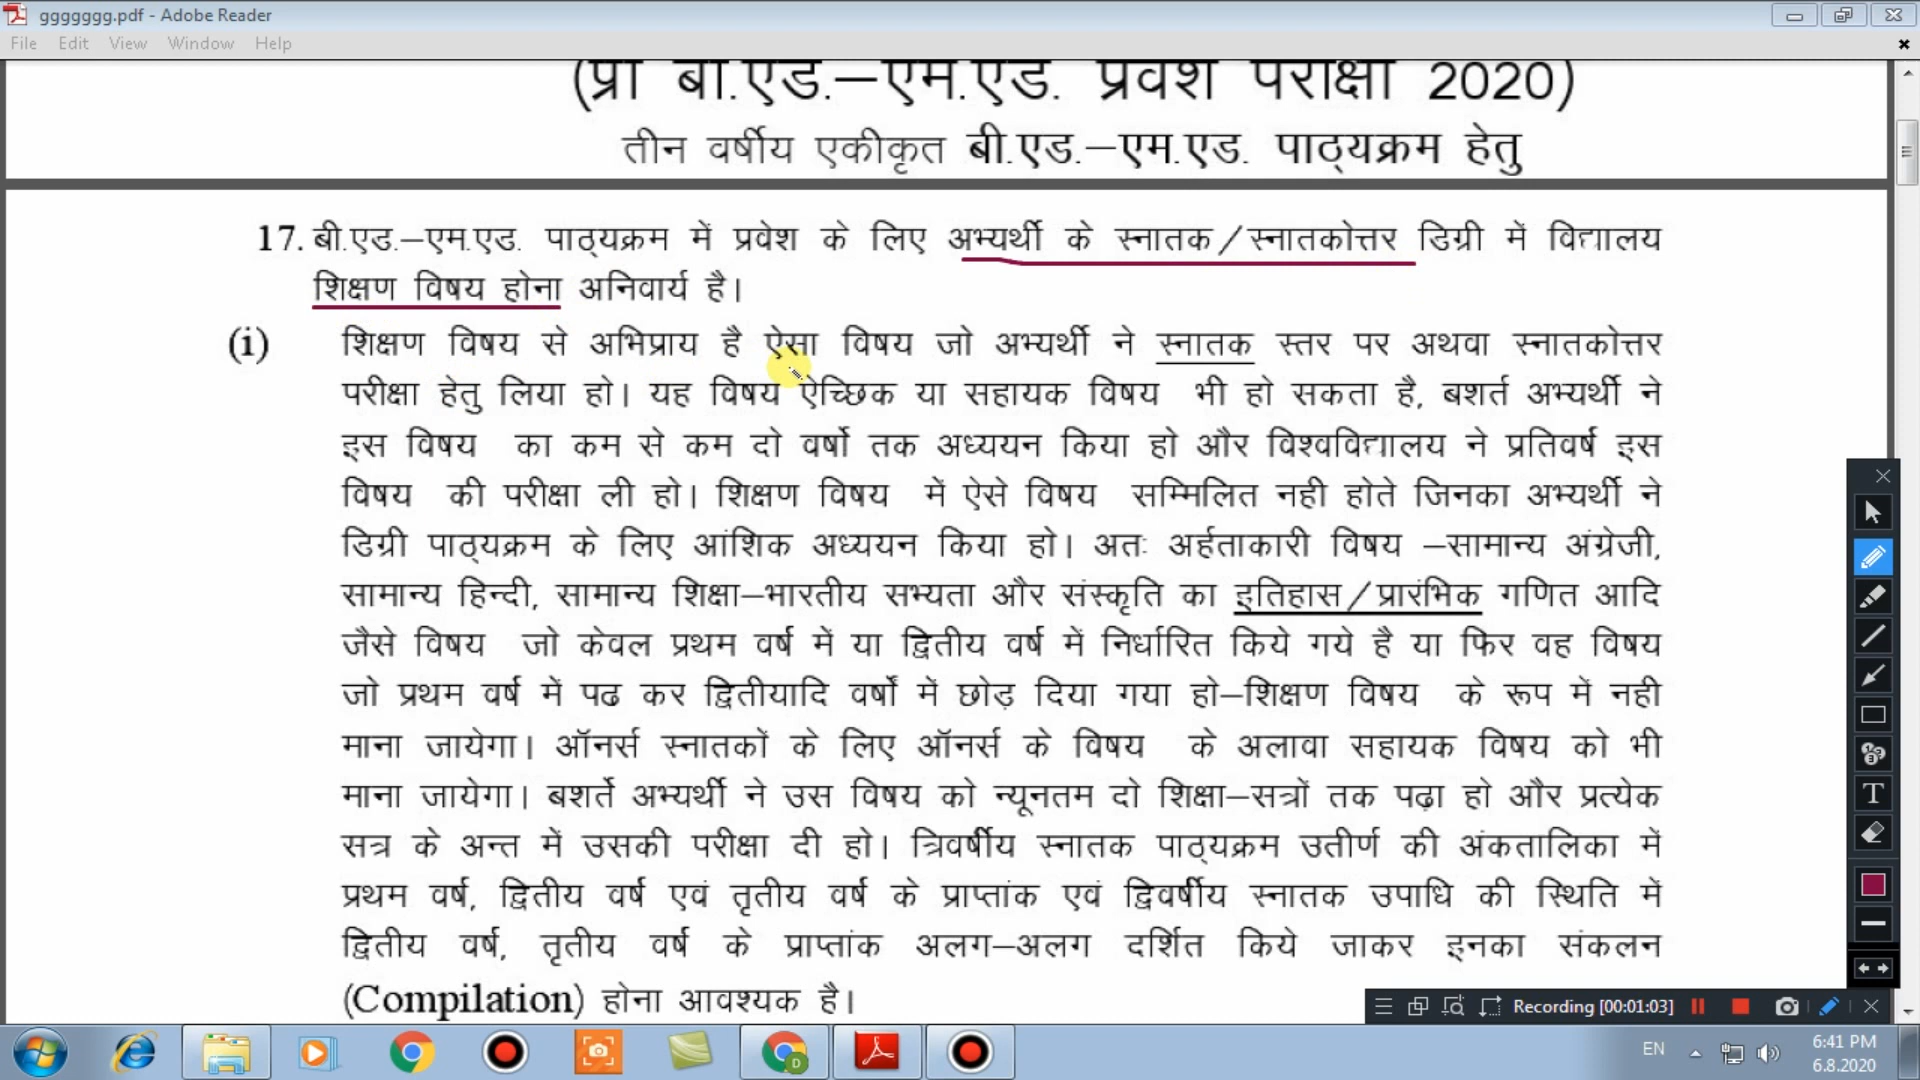 ggggggg.pdf - Adobe Reader
File Edit View Window Help
(प्री बी.एड.–एम.एड. प्रवेश परीक्षा 2020)
तीन वर्षीय एकीकृत बी.एड.–एम.एड. पाठ्यक्रम हेतु
17. बी.एड.–एम.एड. पाठ्यक्रम में प्रवेश के लिए अभ्यर्थी के स्नातक/स्नातकोत्तर डिग्री में विद्यालय
शिक्षण विषय होना अनिवार्य है।
(i) शिक्षण विषय से अभिप्राय है ऐसा विषय जो अभ्यर्थी ने स्नातक स्तर पर अथवा स्नातकोत्तर
परीक्षा हेतु लिया हो। यह विषय ऐच्छिक या सहायक विषय भी हो सकता है, बशर्त अभ्यर्थी ने
इस विषय का कम से कम दो वर्षो तक अध्ययन किया हो और विश्वविद्यालय ने प्रतिवर्ष इस
विषय की परीक्षा ली हो। शिक्षण विषय में ऐसे विषय सम्मिलित नही होते जिनका अभ्यर्थी ने
डिग्री पाठ्यक्रम के लिए आंशिक अध्ययन किया हो। अतः अर्हताकारी विषय –सामान्य अंग्रेजी,
सामान्य हिन्दी, सामान्य शिक्षा–भारतीय सभ्यता और संस्कृति का इतिहास/प्रारंभिक गणित आदि
जैसे विषय जो केवल प्रथम वर्ष में या द्वितीय वर्ष में निर्धारित किये गये है या फिर वह विषय
जो प्रथम वर्ष में पढ कर द्वितीयादि वर्षों में छोड़ दिया गया हो–शिक्षण विषय के रूप में नही
माना जायेगा। ऑनर्स स्नातकों के लिए ऑनर्स के विषय के अलावा सहायक विषय को भी
माना जायेगा। बशर्ते अभ्यर्थी ने उस विषय को न्यूनतम दो शिक्षा–सत्रों तक पढ़ा हो और प्रत्येक
सत्र के अन्त में उसकी परीक्षा दी हो। त्रिवर्षीय स्नातक पाठ्यक्रम उतीर्ण की अंकतालिका में
प्रथम वर्ष, द्वितीय वर्ष एवं तृतीय वर्ष के प्राप्तांक एवं द्विवर्षीय स्नातक उपाधि की स्थिति में
द्वितीय वर्ष, तृतीय वर्ष के प्राप्तांक अलग–अलग दर्शित किये जाकर इनका संकलन
(Compilation) होना आवश्यक है।
Recording [00:01:03]
EN
6:41 PM
6.8.2020